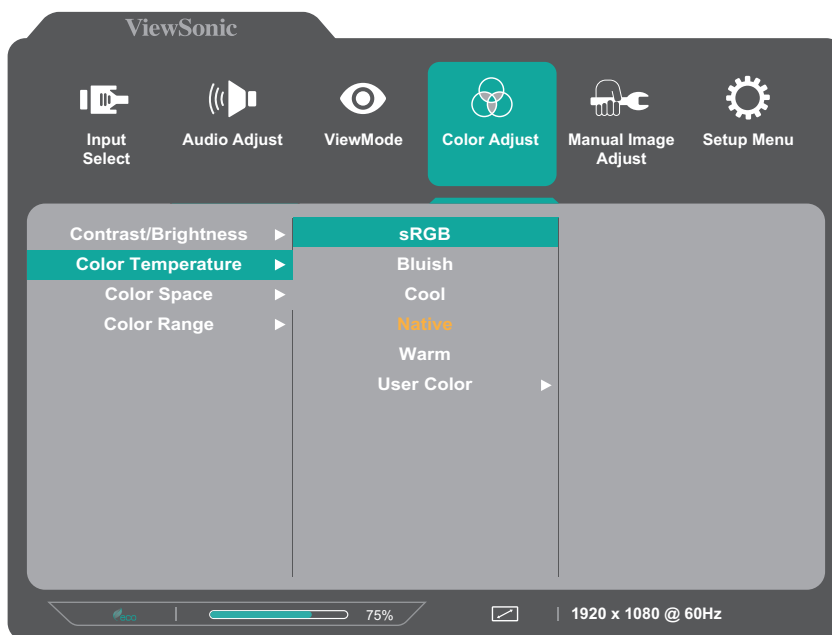 ViewSonic
Input
Select
Audio Adjust
ViewMode
Color Adjust
Manual Image
Adjust
Setup Menu
Contrast/Brightness
Color Temperature
Color Space
Color Range
sRGB
Bluish
Cool
Native
Warm
User Color
eco
75%
1920 x 1080 @ 60Hz